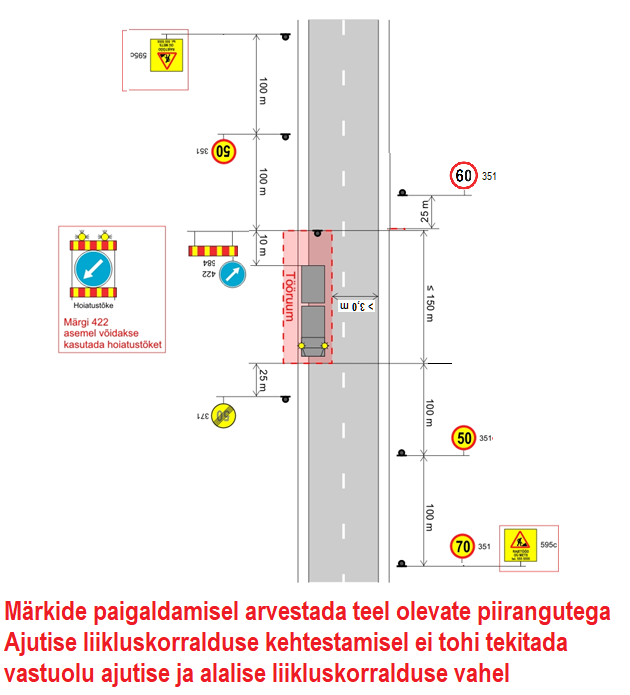 595c
100 m
50
351
100 m
60
351
25 m
10 m
584
422
Tööruum
≤ 150 m
> 3,0 m
Hoiatustõke
Märgi 422
asemel võidakse
kasutada hoiatustõket
25 m
50
371
100 m
50
351
100 m
70
351
RAIETÖÖD
595c
Märkide paigaldamisel arvestada teel olevate piirangutega
Ajutise liikluskorralduse kehtestamisel ei tohi tekitada
vastuolu ajutise ja alalise liikluskorralduse vahel